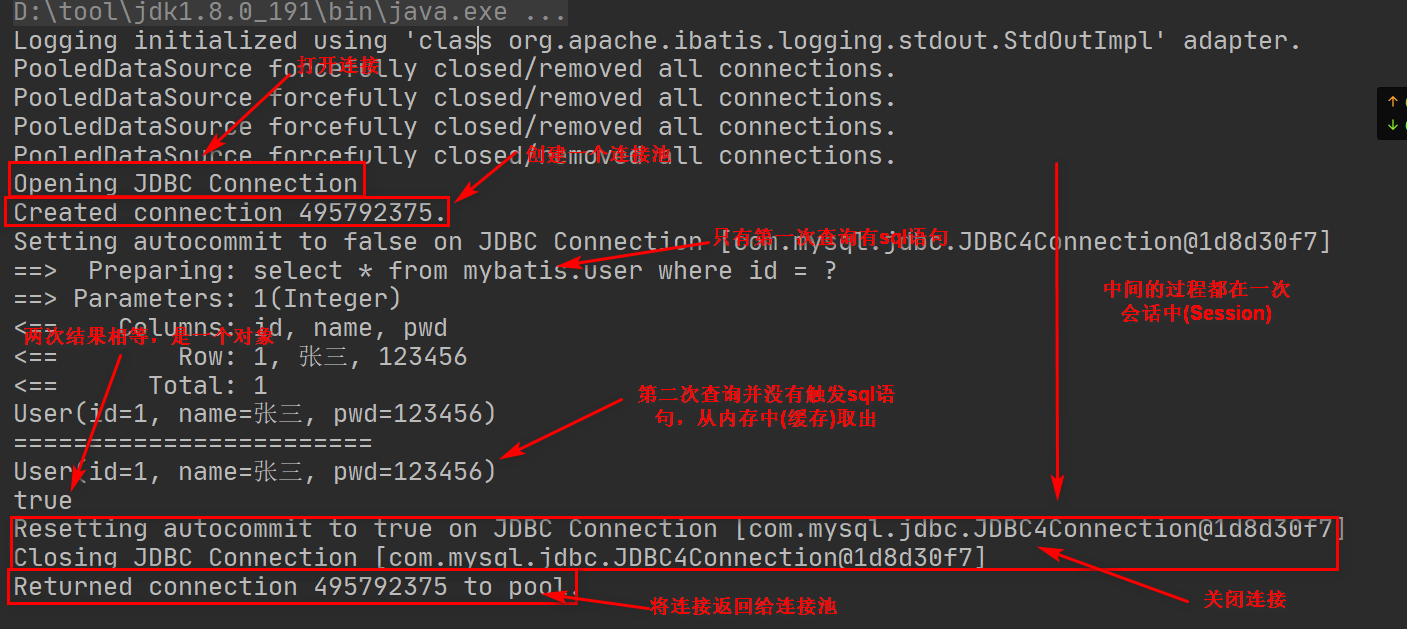 D:\tool\jdk1.8.0_191\bin\java.exe ...
Logging initialized using 'class org.apache.ibatis.logging.stdout.StdOutImpl' adapter.
PooledDataSource forcefully closed/removed all connections.
打开连接
PooledDataSource forcefully closed/removed all connections.
PooledDataSource forcefully closed/removed all connections.
PooledDataSource forcefully closed/removed all connections.
创建一个连接池
Opening JDBC Connection
Created connection 495792375.
Setting autocommit to false on JDBC Connection [com.mysql.jdbc.JDBC4Connection@1d8d30f7]
只有第一次查询有sql语句
==>  Preparing: select * from mybatis.user where id = ?
==> Parameters: 1(Integer)
中间的过程都在一次
会话中(Session)
<==    Columns: id, name, pwd
两次结果相等，是一个对象
<==        Row: 1, 张三, 123456
<==      Total: 1
User(id=1, name=张三, pwd=123456)
第二次查询并没有触发sql语
句，从内存中(缓存)取出
========================
User(id=1, name=张三, pwd=123456)
true
Resetting autocommit to true on JDBC Connection [com.mysql.jdbc.JDBC4Connection@1d8d30f7]
Closing JDBC Connection [com.mysql.jdbc.JDBC4Connection@1d8d30f7]
Returned connection 495792375 to pool.
关闭连接
将连接返回给连接池